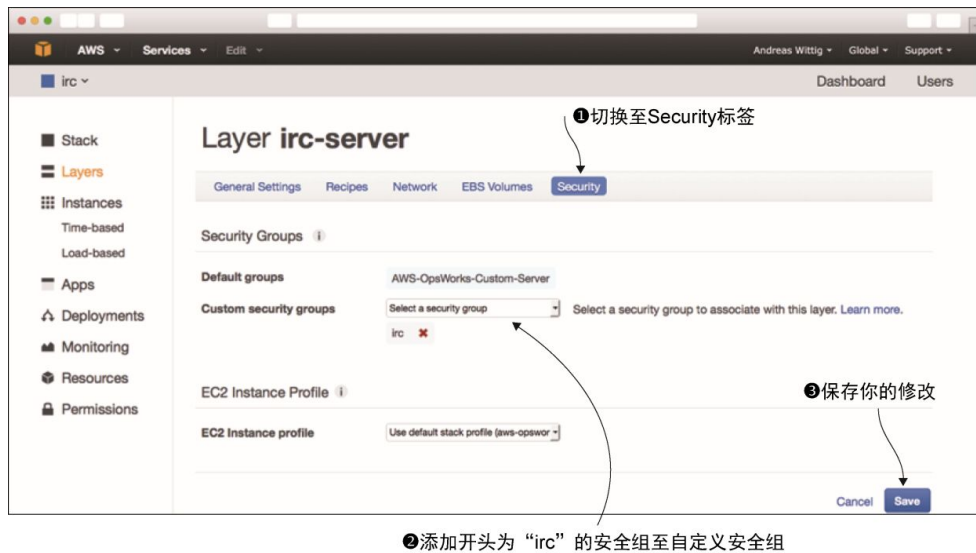 AWS Services Edit Andreas Wittig Global Support
irc Dashboard Users
❶切换至Security标签
Stack
Layers
Instances
Time-based
Load-based
Apps
Deployments
Monitoring
Resources
Permissions
Layer irc-server
General Settings Recipes Network EBS Volumes Security
Security Groups i
Default groups AWS-OpsWorks-Custom-Server
Custom security groups Select a security group Select a security group to associate with this layer. Learn more.
irc ✖
EC2 Instance Profile i
❸保存你的修改
EC2 Instance profile Use default stack profile (aws-opswor
Cancel Save
❷添加开头为“irc”的安全组至自定义安全组